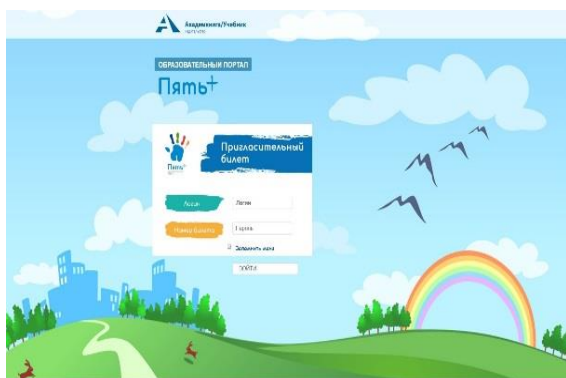 Академкнига/Учебник
ОБРАЗОВАТЕЛЬНЫЙ ПОРТАЛ
Пять+
Пригласительный
билет
Пять+
Логин
Логин
Номер билета
Пароль
Запомнить меня
ВОЙТИ